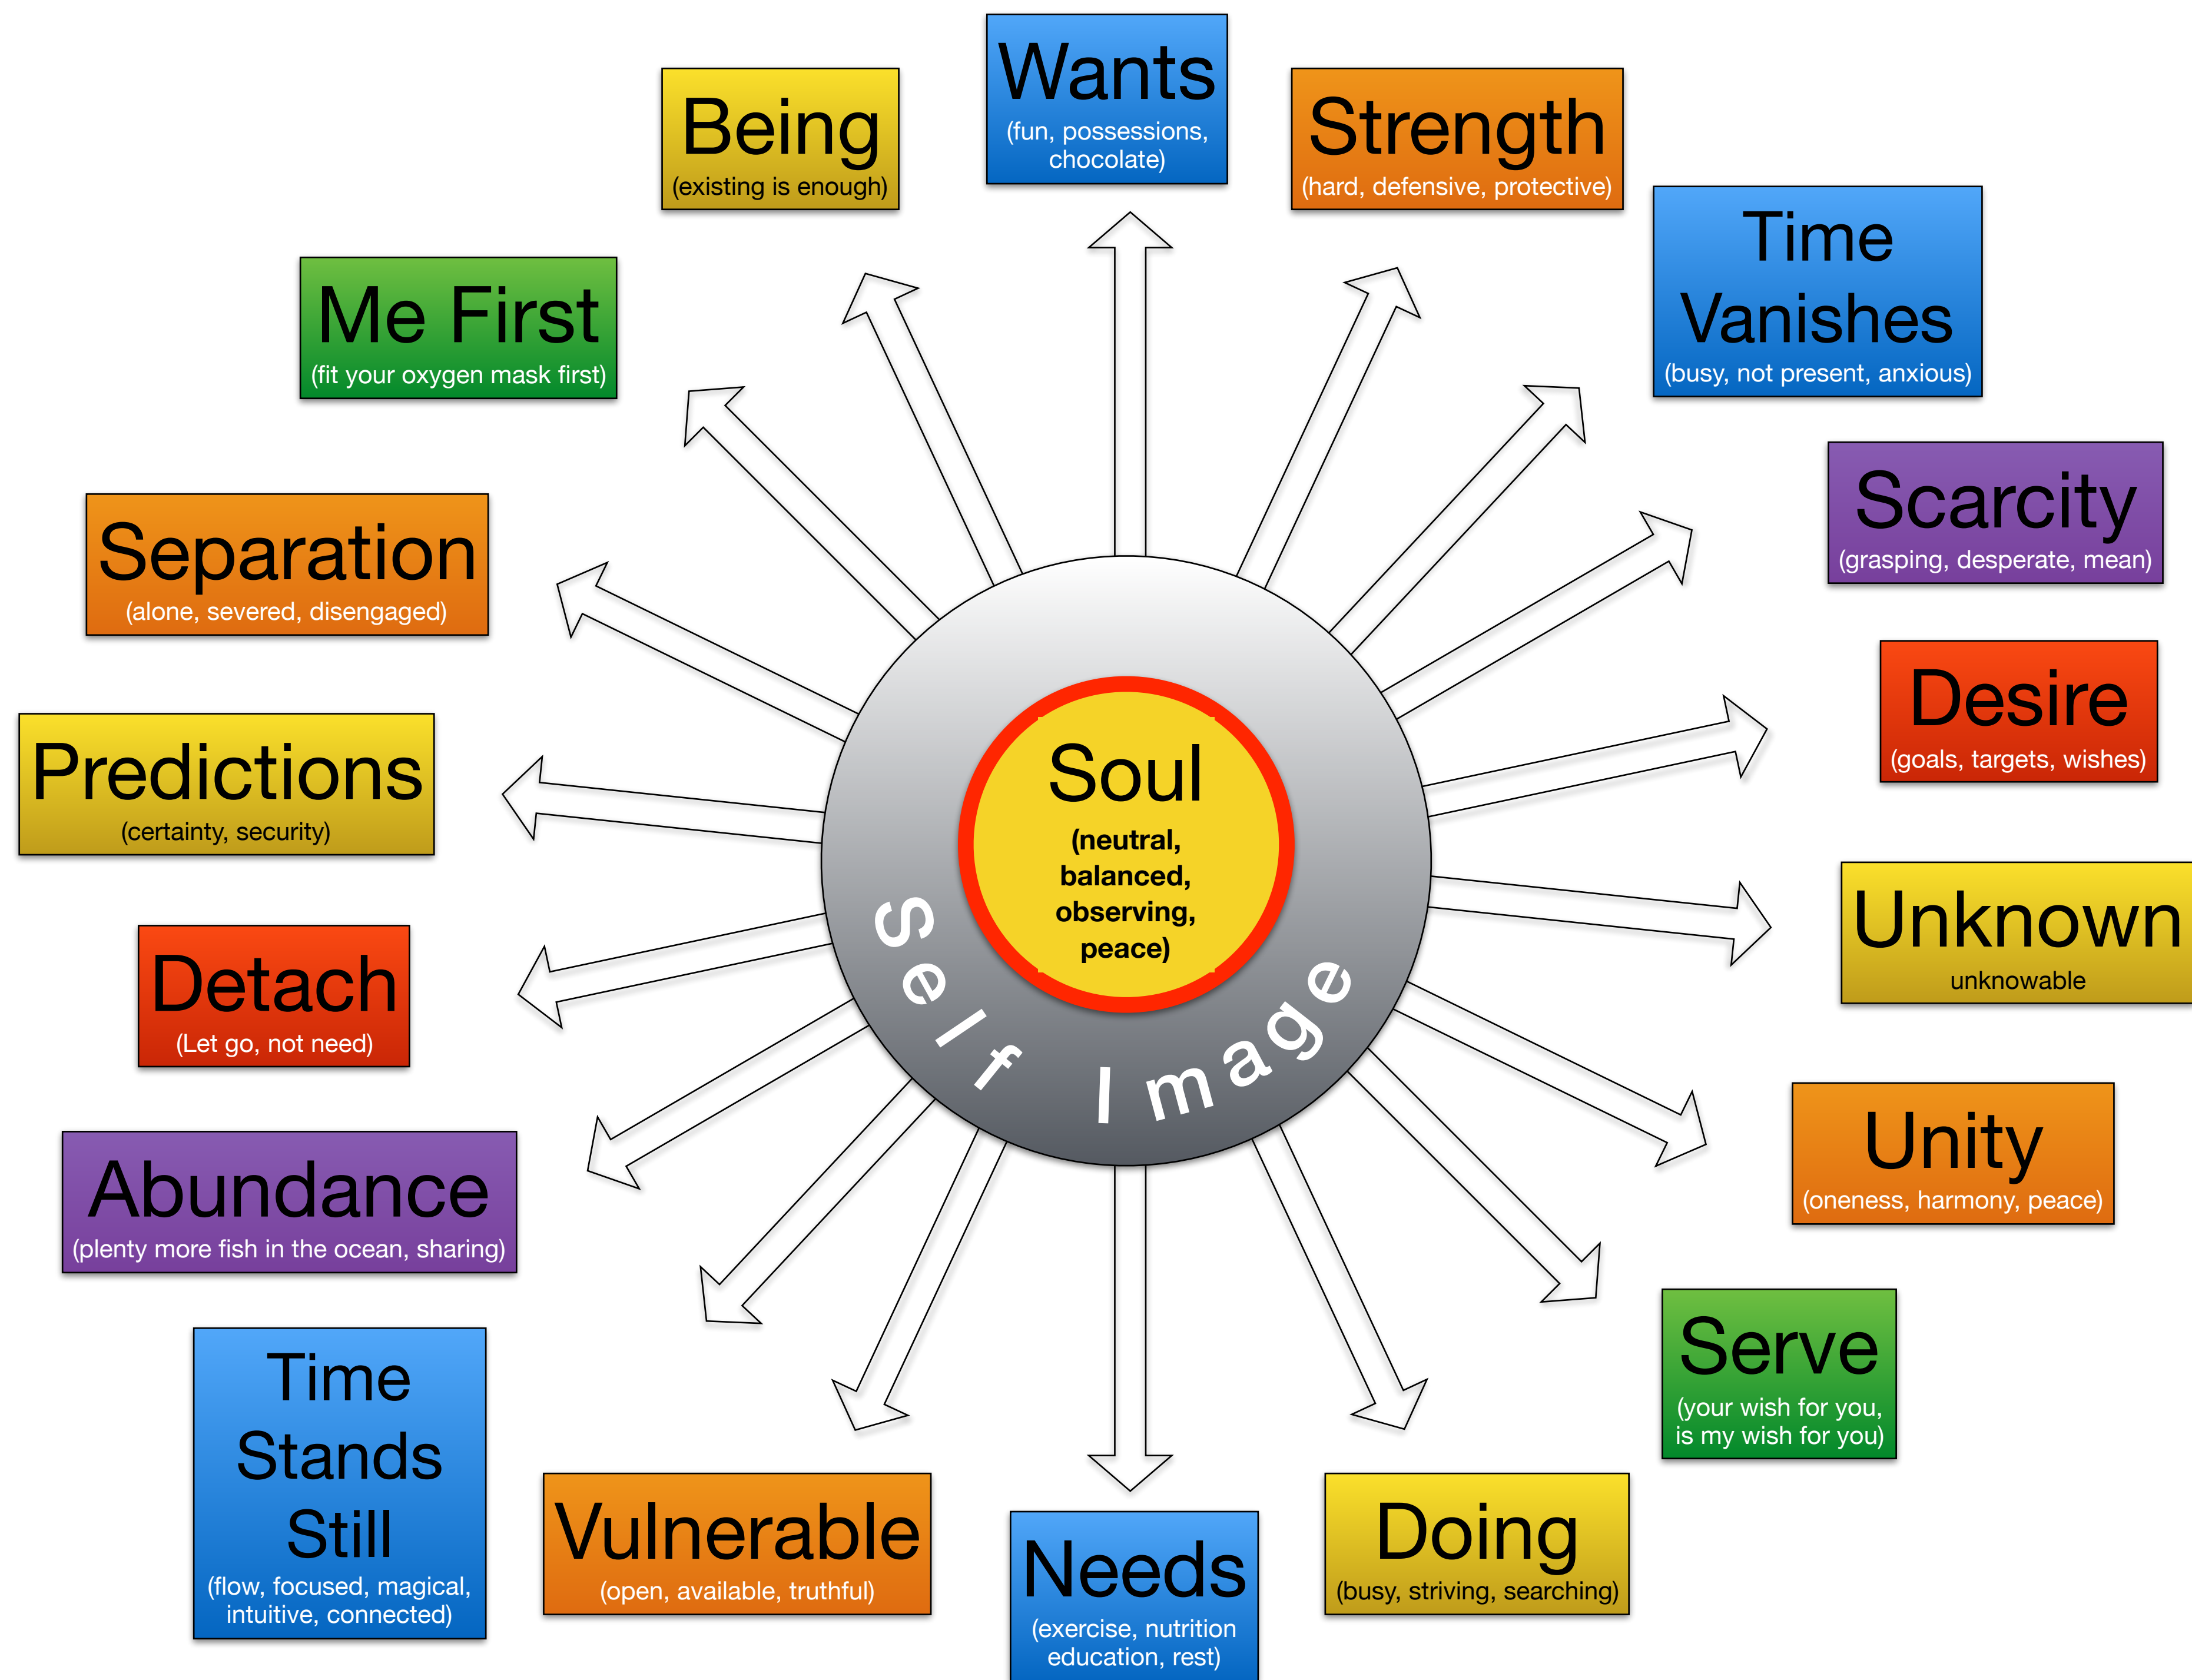 Wants
(fun, possessions,
chocolate)
Being
(existing is enough)
Strength
(hard, defensive, protective)
Time
Vanishes
(busy, not present, anxious)
Me First
(fit your oxygen mask first)
Scarcity
(grasping, desperate, mean)
Separation
(alone, severed, disengaged)
Desire
(goals, targets, wishes)
Predictions
(certainty, security)
Soul
(neutral,
balanced,
observing,
peace)
Self Image
Unknown
unknowable
Detach
(Let go, not need)
Unity
(oneness, harmony, peace)
Abundance
(plenty more fish in the ocean, sharing)
Serve
(your wish for you,
is my wish for you)
Time
Stands
Still
(flow, focused, magical,
intuitive, connected)
Vulnerable
(open, available, truthful)
Needs
(exercise, nutrition
education, rest)
Doing
(busy, striving, searching)